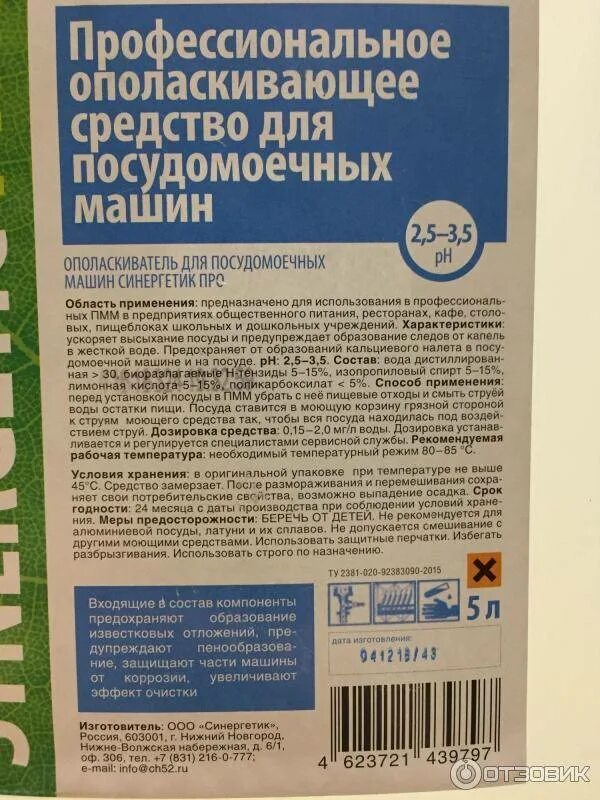 SYNERGETIC
Профессиональное
ополаскивающее
средство для
посудомоечных
машин
2,5–3,5
pH
ОПОЛАСКИВАТЕЛЬ ДЛЯ ПОСУДОМОЕЧНЫХ
МАШИН СИНЕРГЕТИК ПРО
Область применения: предназначено для использования в профессиональ-
ных ПММ в предприятиях общественного питания, ресторанах, кафе, столо-
вых, пищеблоках школьных и дошкольных учреждений. Характеристики:
ускоряет высыхание посуды и предупреждает образование следов от капель
в жесткой воде. Предохраняет от образований кальциевого налета в по-
судомоечной машине и на посуде. pH: 2,5–3,5. Состав: вода дистиллирован-
ная > 30, биоразлагаемые Н-тензиды 5–15%, изопропиловый спирт 5–15%,
лимонная кислота 5–15%, поликарбоксилат < 5%. Способ применения:
перед установкой посуды в ПММ убрать с неё пищевые отходы и смыть струёй
воды остатки пищи. Посуда ставится в моющую корзину грязной стороной
к струям моющего средства так, чтобы вся посуда находилась под воздей-
ствием струй. Дозировка средства: 0,15–2,0 мг/л воды. Дозировка устанав-
ливается и регулируется специалистами сервисной службы. Рекомендуемая
рабочая температура: необходимый температурный режим 80–85 °С.
Условия хранения: в оригинальной упаковке при температуре не выше
45°С. Средство замерзает. После размораживания и перемешивания сохра-
няет свои потребительские свойства, возможно выпадение осадка. Срок
годности: 24 месяца с даты производства при соблюдении условий хране-
ния. Меры предосторожности: БЕРЕЧЬ ОТ ДЕТЕЙ. Не рекомендуется для
алюминиевой посуды, латуни и их сплавов. Не допускается смешивание с
другими моющими средствами. Использовать защитные перчатки. Избегать
разбрызгивания. Использовать строго по назначению.
ТУ 2381-020-92383090-2015
5 л
дата изготовления:
041218/43
Входящие в состав компоненты
предохраняют образование
известковых отложений, пре-
дупреждают пенообразова-
ние, защищают части машины
от коррозии, увеличивают
эффект очистки
Изготовитель: ООО «Синергетик»,
Россия, 603001, г. Нижний Новгород,
Нижне-Волжская набережная, д. 6/1,
оф. 306, тел. +7 (831) 216-0-777;
e-mail: info@ch52.ru
4 623721 439797
ОТЗОВИК